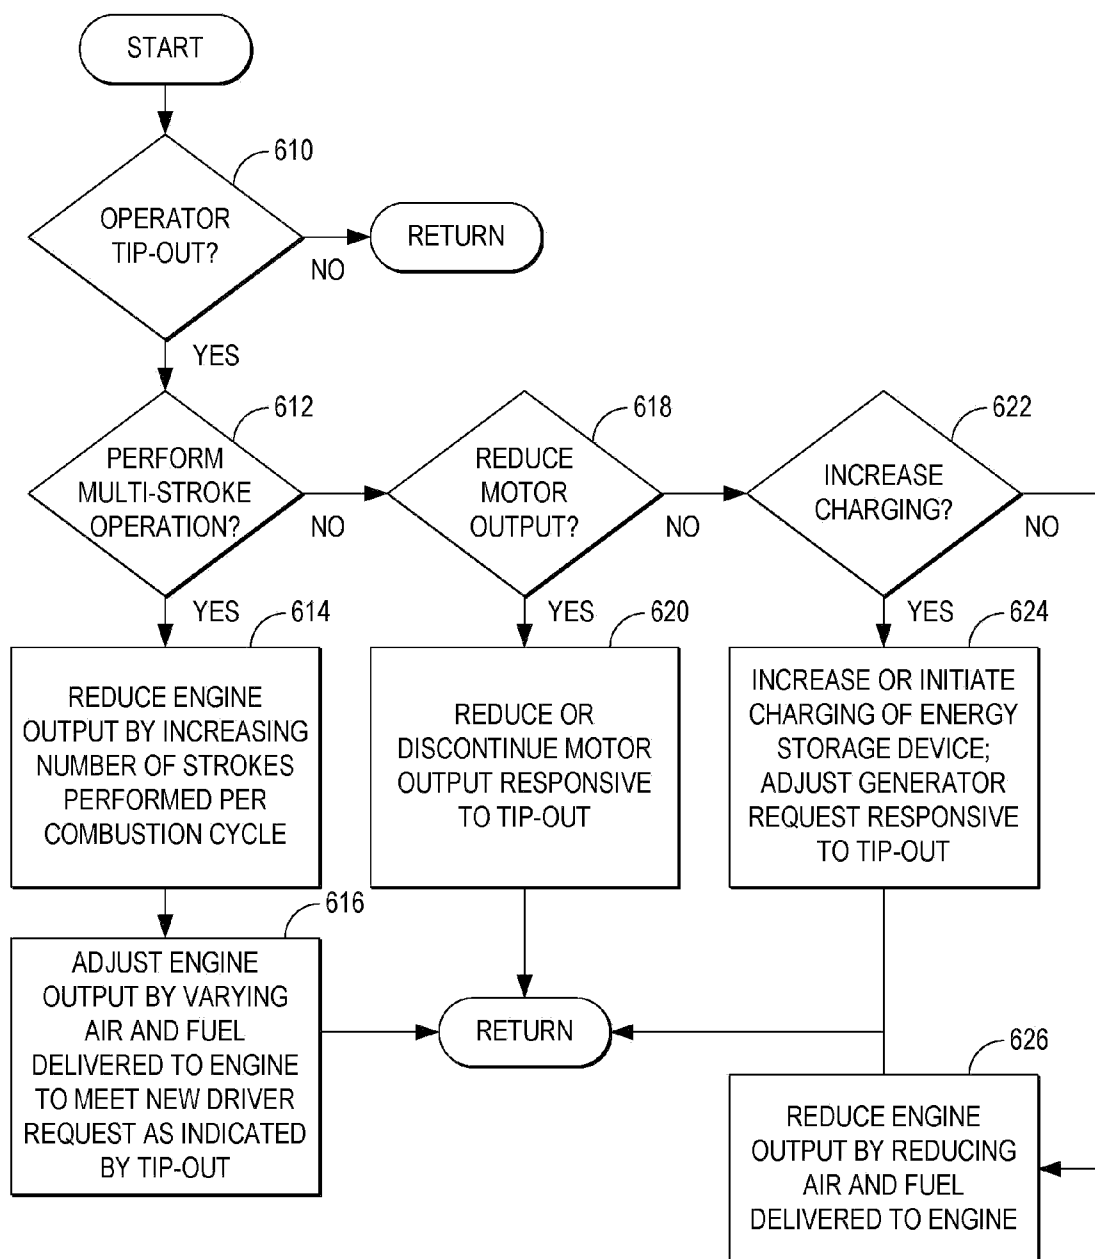 START
610
OPERATOR
TIP-OUT?
RETURN
NO
YES
612
PERFORM
MULTI-STROKE
OPERATION?
NO
YES
618
REDUCE
MOTOR
OUTPUT?
NO
YES
622
INCREASE
CHARGING?
NO
YES
614
REDUCE ENGINE
OUTPUT BY INCREASING
NUMBER OF STROKES
PERFORMED PER
COMBUSTION CYCLE
620
REDUCE OR
DISCONTINUE MOTOR
OUTPUT RESPONSIVE
TO TIP-OUT
624
INCREASE OR INITIATE
CHARGING OF ENERGY
STORAGE DEVICE;
ADJUST GENERATOR
REQUEST RESPONSIVE
TO TIP-OUT
616
ADJUST ENGINE
OUTPUT BY VARYING
AIR AND FUEL
DELIVERED TO ENGINE
TO MEET NEW DRIVER
REQUEST AS INDICATED
BY TIP-OUT
RETURN
626
REDUCE ENGINE
OUTPUT BY REDUCING
AIR AND FUEL
DELIVERED TO ENGINE